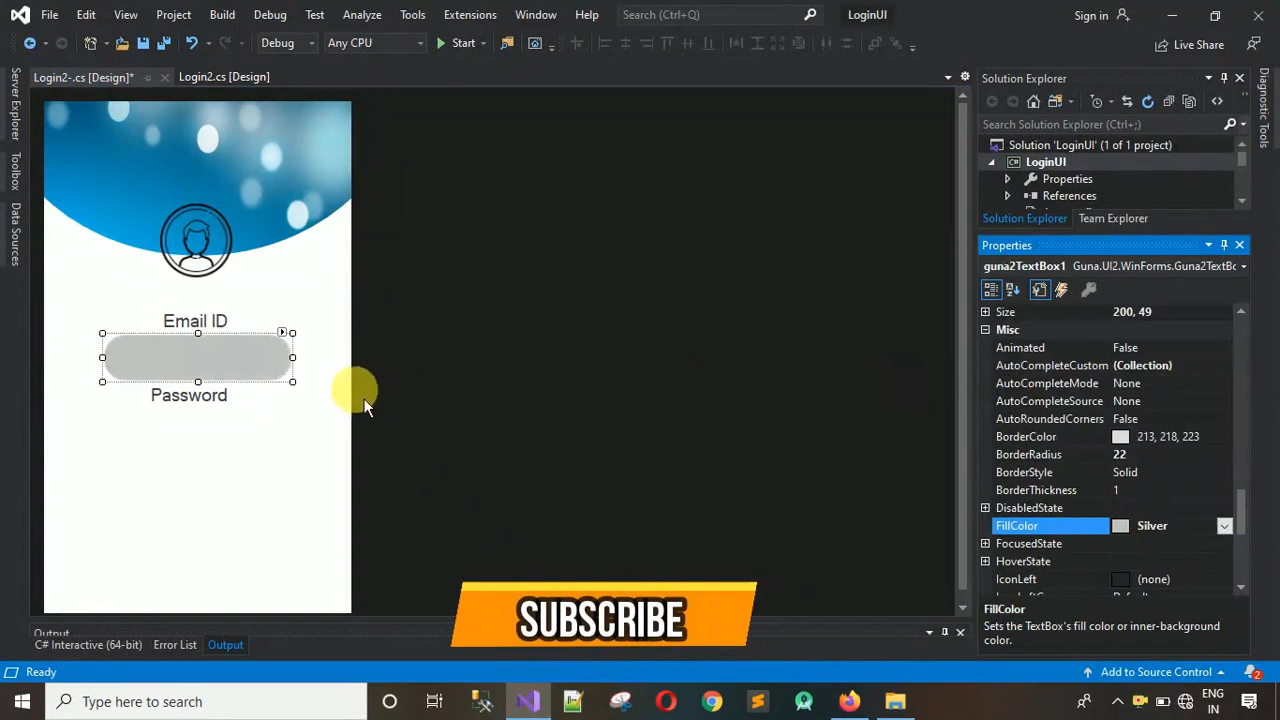 File Edit View Project Build Debug Test Analyze Tools Extensions Window Help Search (Ctrl+Q) LoginUI Sign in
Debug Any CPU Start Live Share
Login2-.cs [Design]* Login2.cs [Design]
Server Explorer
Toolbox
Data Sources
Email ID
Password
Solution Explorer
Search Solution Explorer (Ctrl+;)
Solution 'LoginUI' (1 of 1 project)
C# LoginUI
Properties
References
Solution Explorer Team Explorer
Diagnostic Tools
Properties
guna2TextBox1 Guna.UI2.WinForms.Guna2TextBo
Size 200, 49
Misc
Animated False
AutoCompleteCustom (Collection)
AutoCompleteMode None
AutoCompleteSource None
AutoRoundedCorners False
BorderColor 213, 218, 223
BorderRadius 22
BorderStyle Solid
BorderThickness 1
DisabledState
FillColor Silver
FocusedState
HoverState
IconLeft (none)
FillColor
Sets the TextBox's fill color or inner-background
color.
SUBSCRIBE
Output
C# Interactive (64-bit) Error List Output
Ready Add to Source Control 2
Type here to search ENG
IN